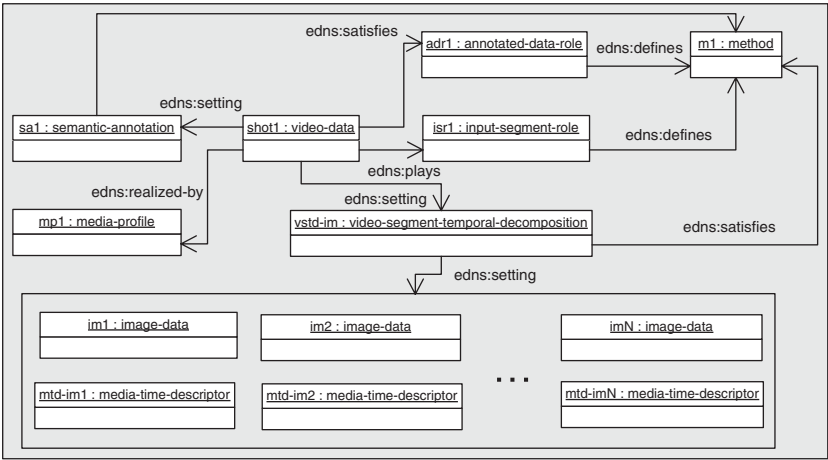 edns:satisfies
adr1 : annotated-data-role
m1 : method
edns:defines
edns:setting
sa1 : semantic-annotation
shot1 : video-data
isr1 : input-segment-role
edns:defines
edns:realized-by
edns:plays
edns:setting
mp1 : media-profile
vstd-im : video-segment-temporal-decomposition
edns:satisfies
edns:setting
im1 : image-data
im2 : image-data
imN : image-data
...
mtd-im1 : media-time-descriptor
mtd-im2 : media-time-descriptor
mtd-imN : media-time-descriptor